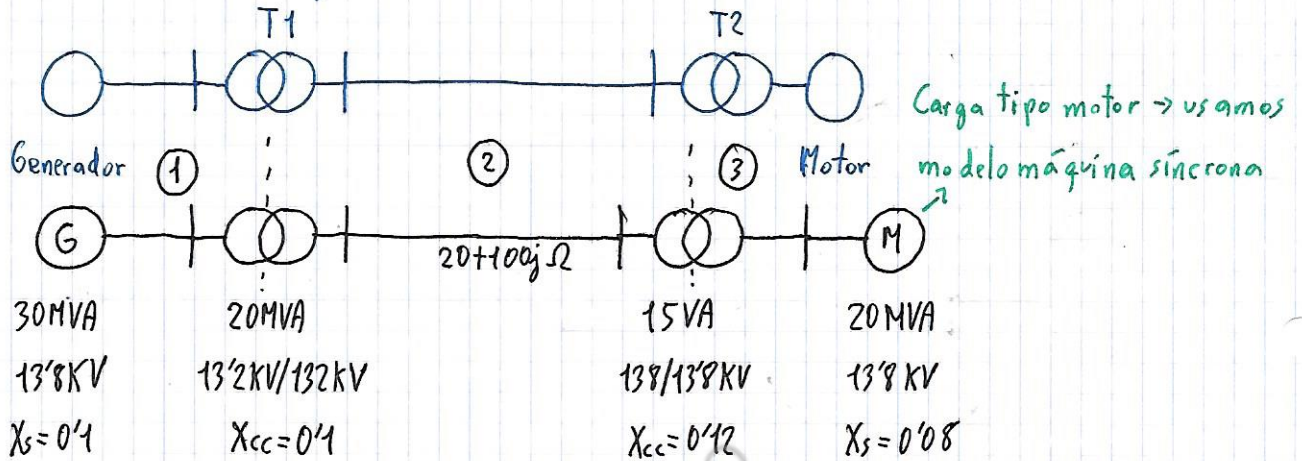 T1
T2
Carga tipo motor → usamos
modelo máquina síncrona
Generador
①
②
③
Motor
G
20+100j Ω
M
30MVA
20MVA
15VA
20MVA
13'8KV
13'2KV/132KV
138/13'8KV
13'8KV
Xs=0'1
Xcc=0'1
Xcc=0'12
Xs=0'08